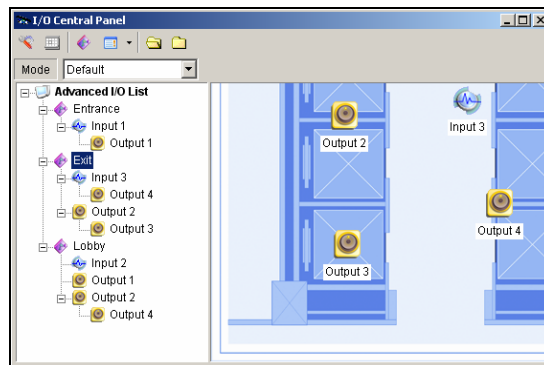 I/O Central Panel
Mode Default
Advanced I/O List
Entrance
Input 1
Output 1
Exit
Input 3
Output 4
Output 2
Output 3
Lobby
Input 2
Output 1
Output 2
Output 4
Output 2
Input 3
Output 4
Output 3